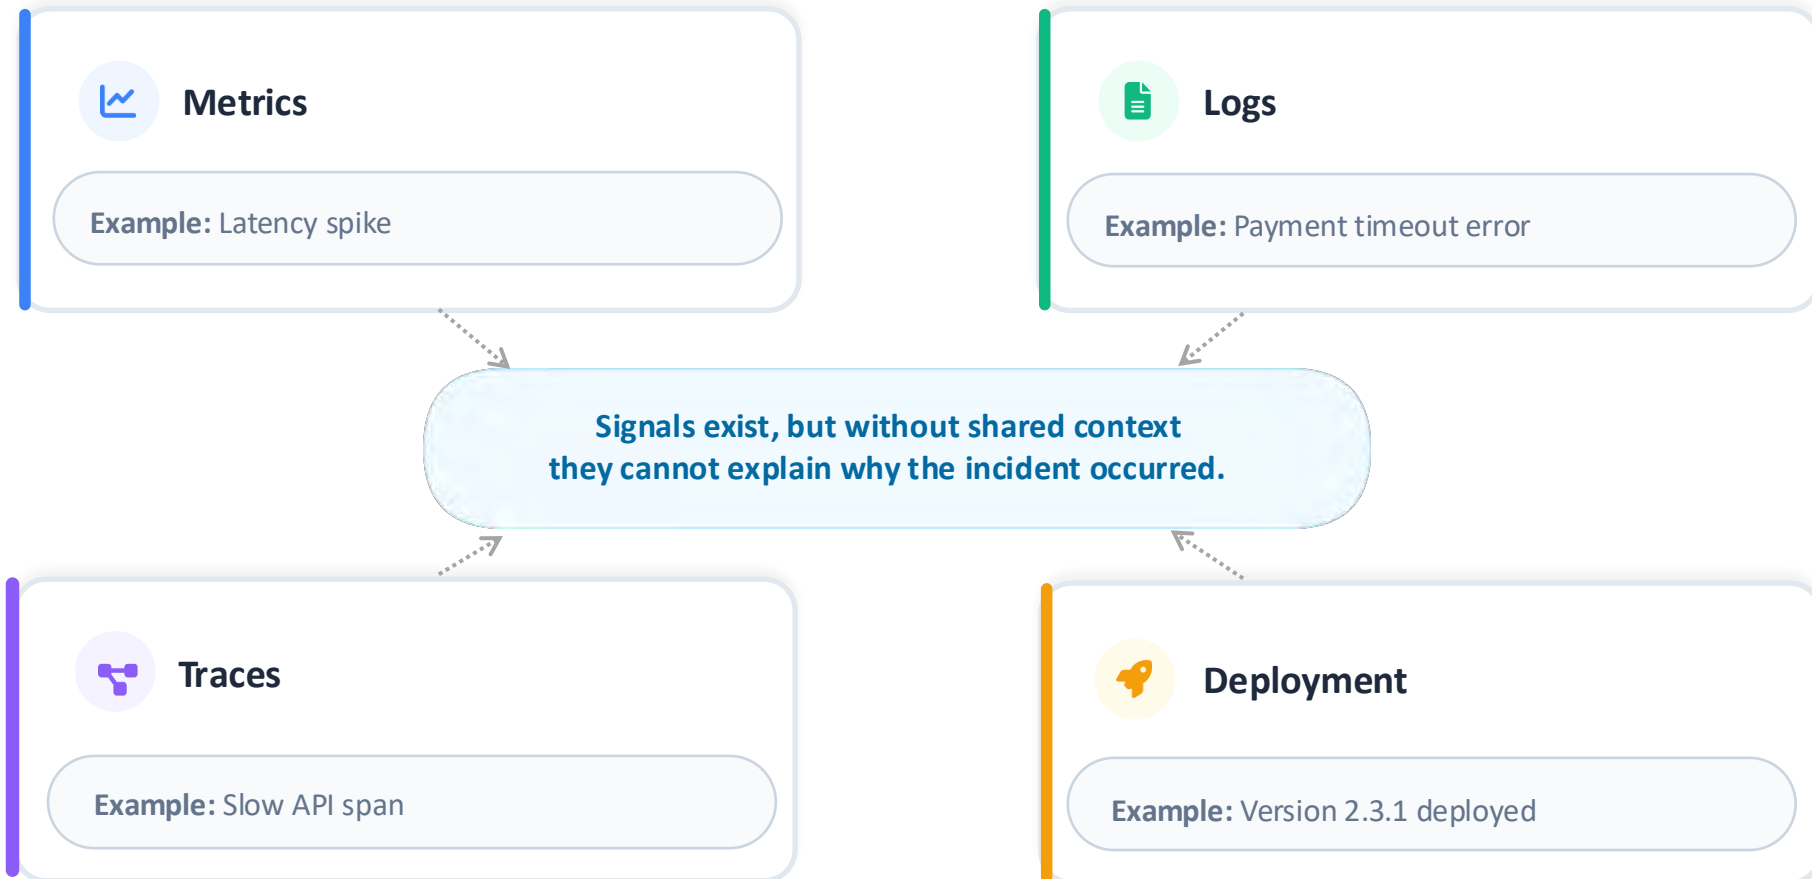 Metrics
Example: Latency spike
Logs
Example: Payment timeout error
Signals exist, but without shared context
they cannot explain why the incident occurred.
Traces
Example: Slow API span
Deployment
Example: Version 2.3.1 deployed